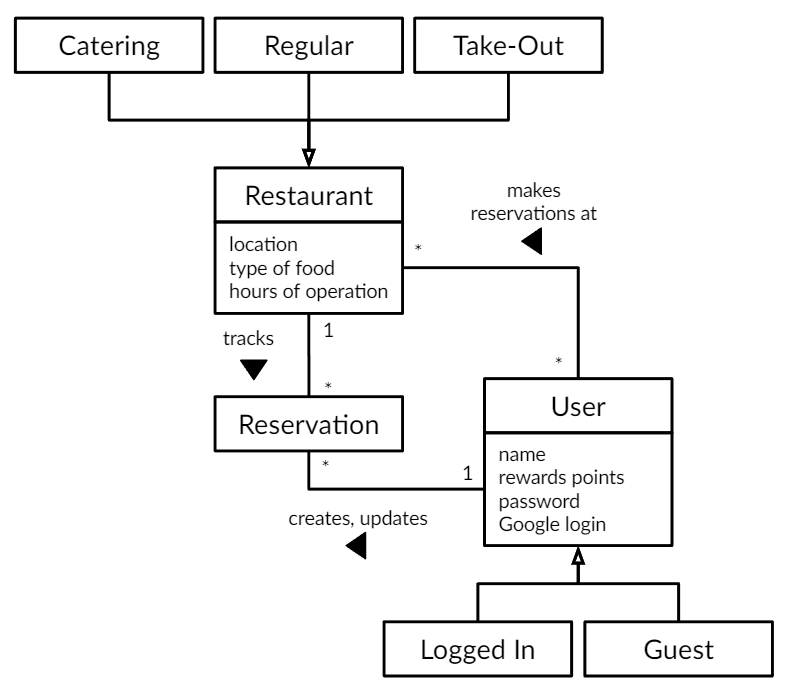 Catering
Regular
Take-Out
Restaurant
location
type of food
hours of operation
makes
reservations at
*
*
tracks
1
*
Reservation
*
1
creates, updates
User
name
rewards points
password
Google login
Logged In
Guest